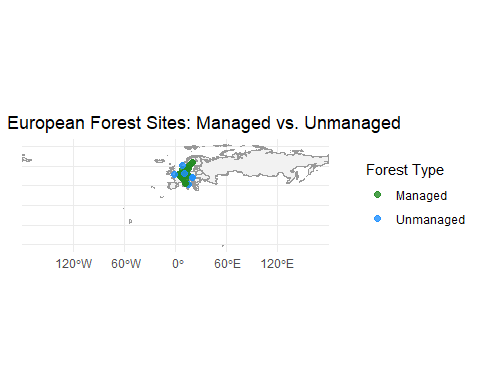 European Forest Sites: Managed vs. Unmanaged
Forest Type
Managed
Unmanaged
120°W 60°W 0° 60°E 120°E